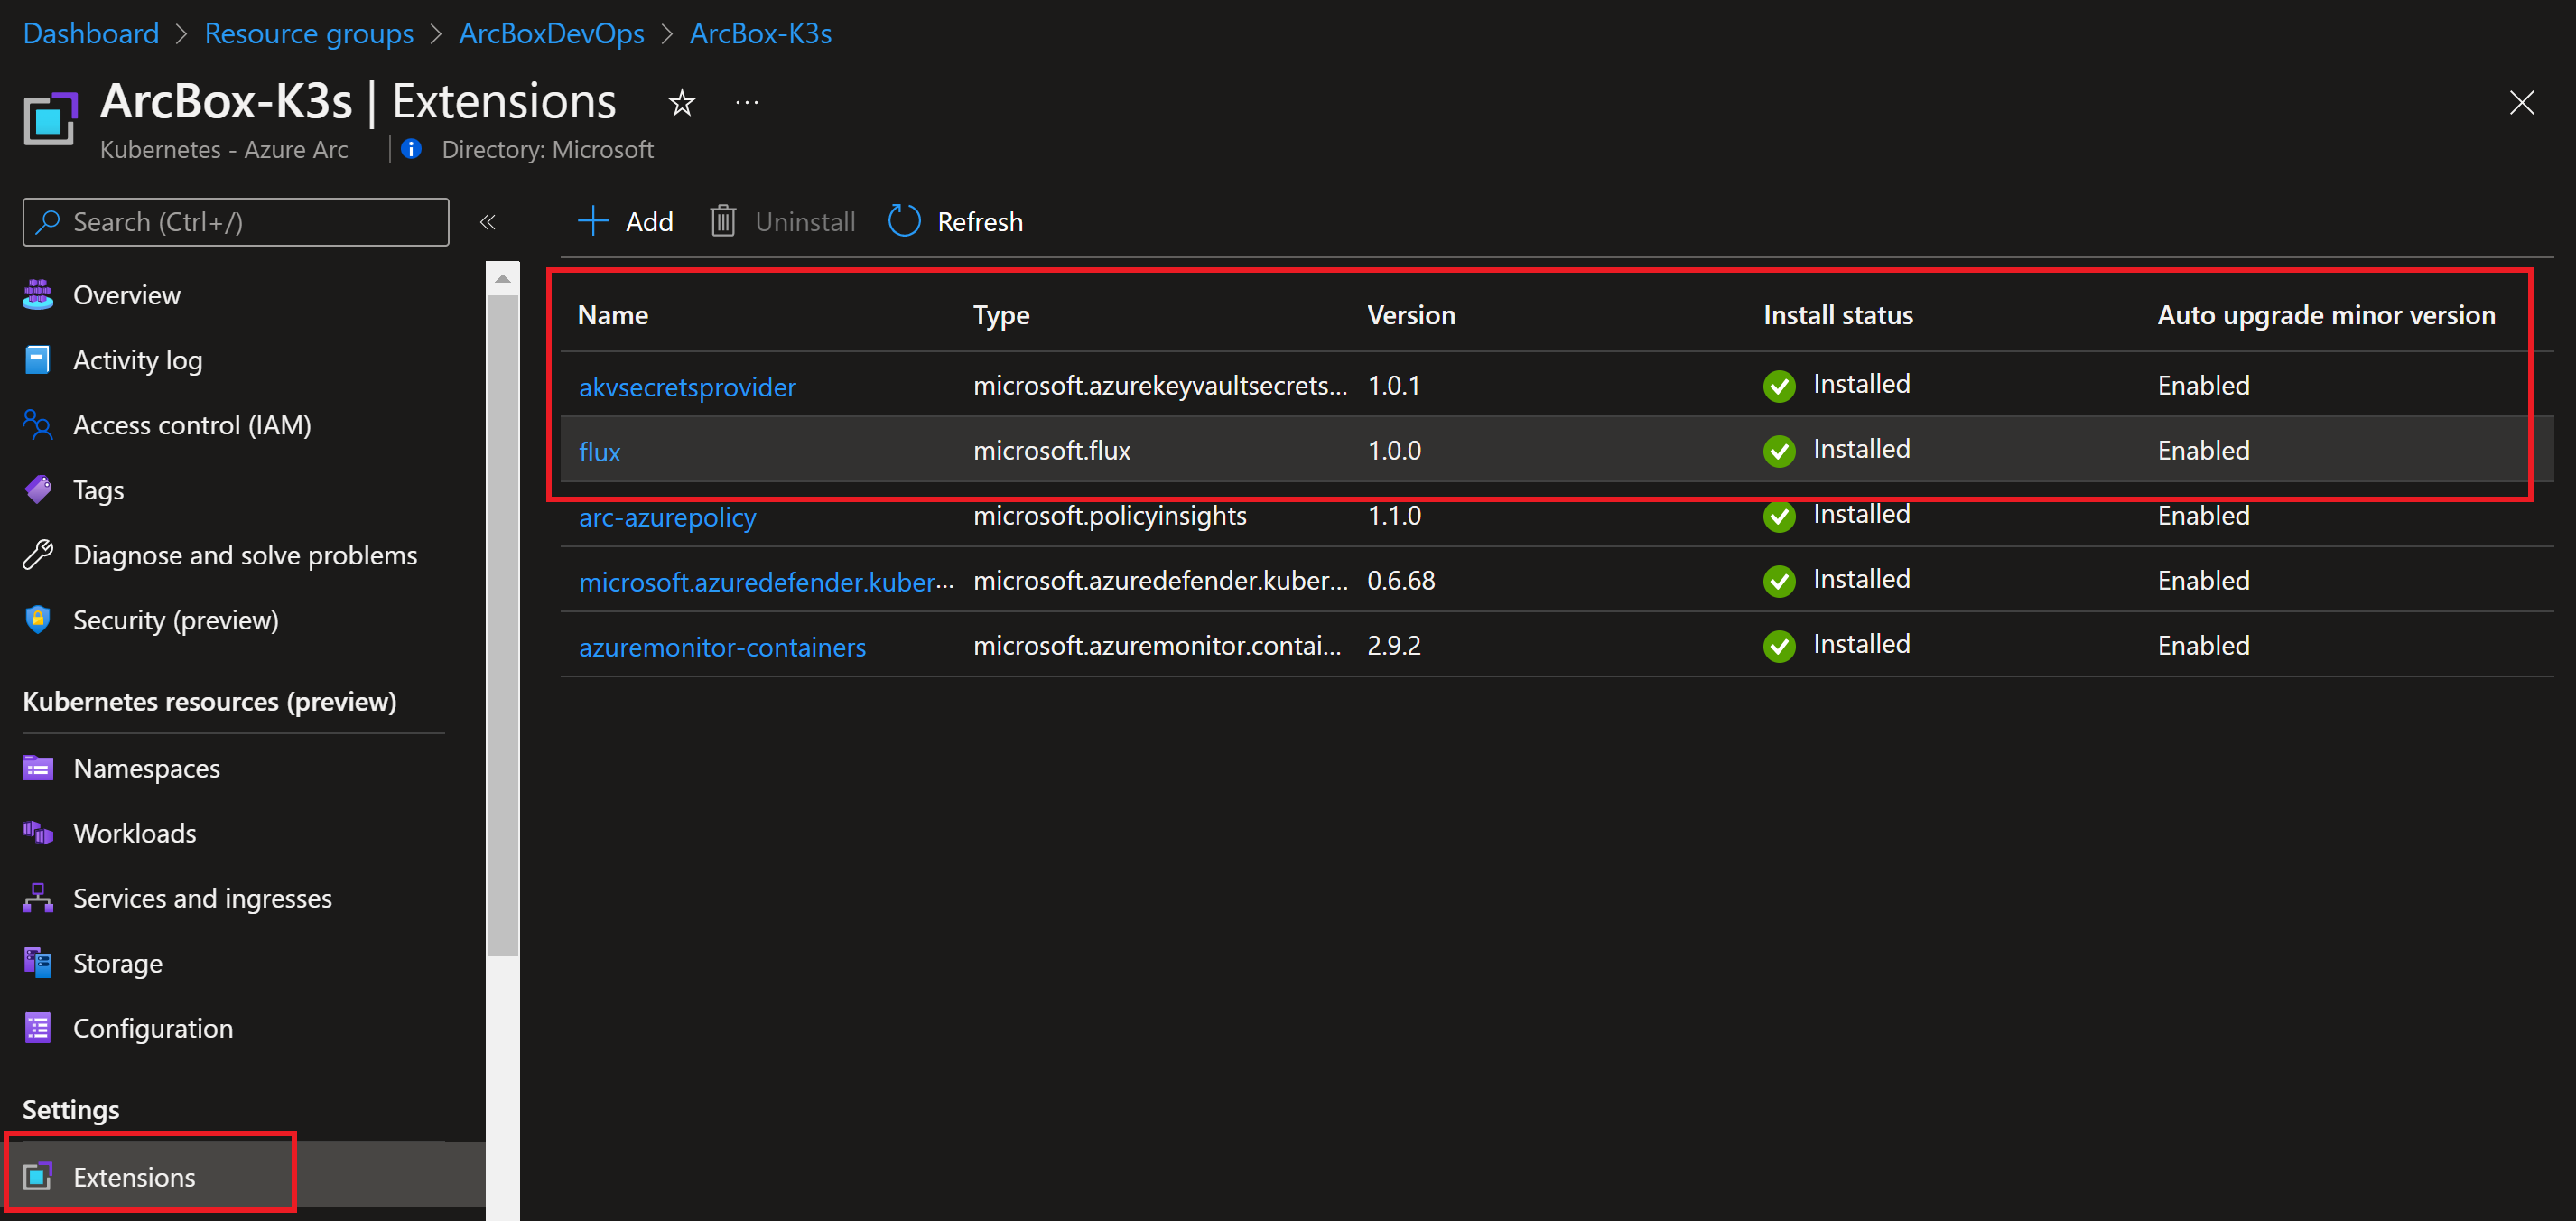 Dashboard > Resource groups > ArcBoxDevOps > ArcBox-K3s
ArcBox-K3s | Extensions ☆ ···
Kubernetes - Azure Arc | Directory: Microsoft
Search (Ctrl+/) «
Overview
Activity log
Access control (IAM)
Tags
Diagnose and solve problems
Security (preview)
Kubernetes resources (preview)
Namespaces
Workloads
Services and ingresses
Storage
Configuration
Settings
Extensions
Add Uninstall Refresh
Name Type Version Install status Auto upgrade minor version
akvsecretsprovider microsoft.azurekeyvaultsecrets... 1.0.1 Installed Enabled
flux microsoft.flux 1.0.0 Installed Enabled
arc-azurepolicy microsoft.policyinsights 1.1.0 Installed Enabled
microsoft.azuredefender.kuber... microsoft.azuredefender.kuber... 0.6.68 Installed Enabled
azuremonitor-containers microsoft.azuremonitor.contai... 2.9.2 Installed Enabled